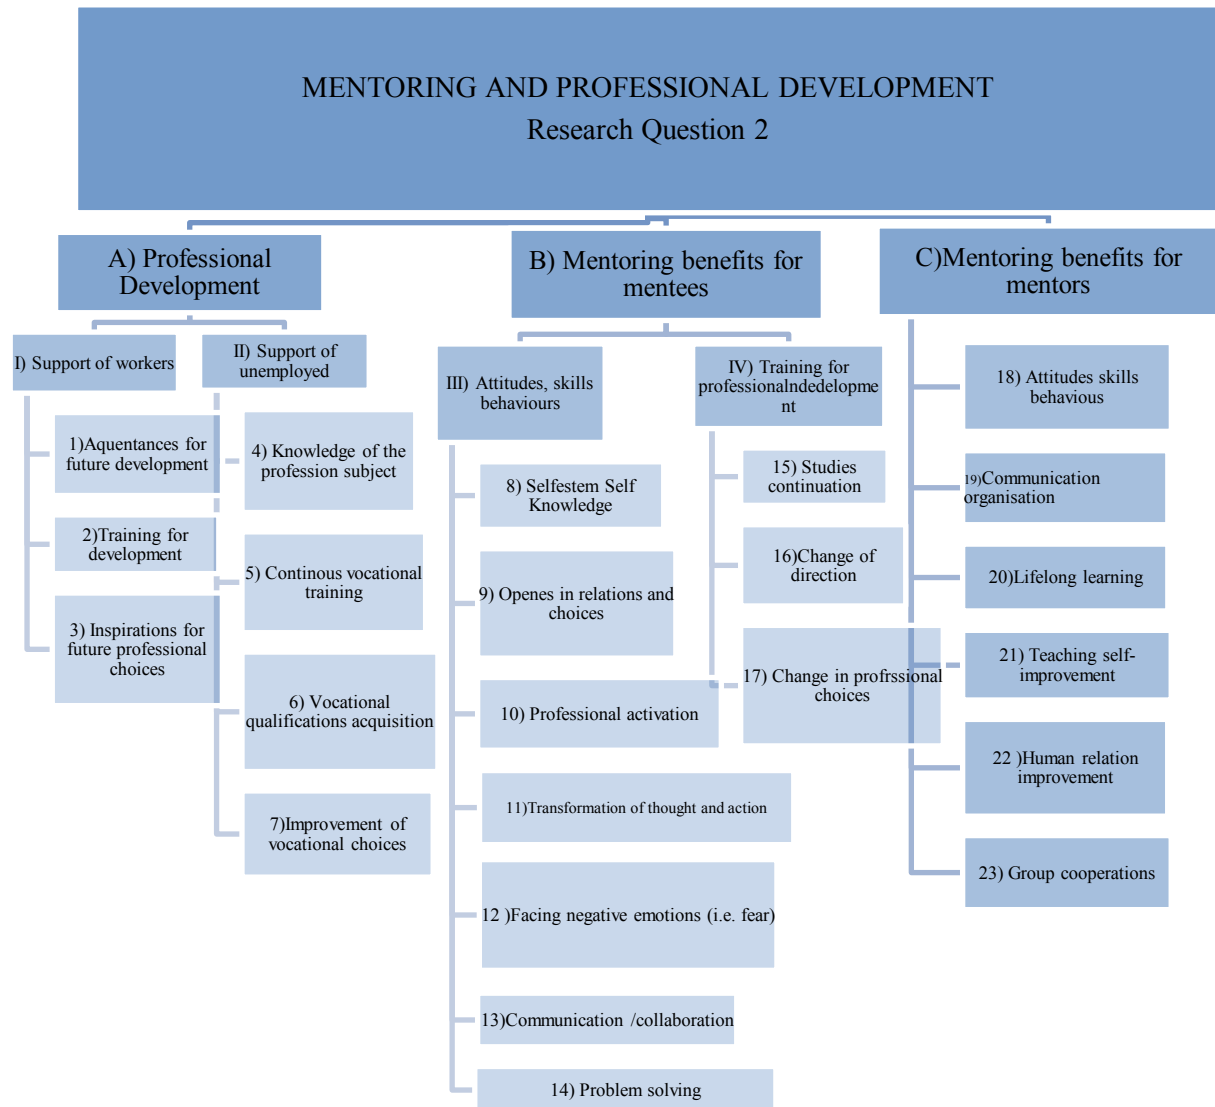 MENTORING AND PROFESSIONAL DEVELOPMENT
Research Question 2
A) Professional
Development
B) Mentoring benefits for
mentees
C)Mentoring benefits for
mentors
I) Support of workers
II) Support of
unemployed
III) Attitudes, skills
behaviours
IV) Training for
professionalndedelopme
nt
1)Aquentances for
future development
2)Training for
development
3) Inspirations for
future professional
choices
4) Knowledge of the
profession subject
5) Continous vocational
training
6) Vocational
qualifications acquisition
7)Improvement of
vocational choices
8) Selfestem Self
Knowledge
9) Openes in relations and
choices
10) Professional activation
11)Transformation of thought and action
12 )Facing negative emotions (i.e. fear)
13)Communication /collaboration
14) Problem solving
15) Studies
continuation
16)Change of
direction
17) Change in profrssional
choices
18) Attitudes skills
behavious
19)Communication
organisation
20)Lifelong learning
21) Teaching self-
improvement
22 )Human relation
improvement
23) Group cooperations